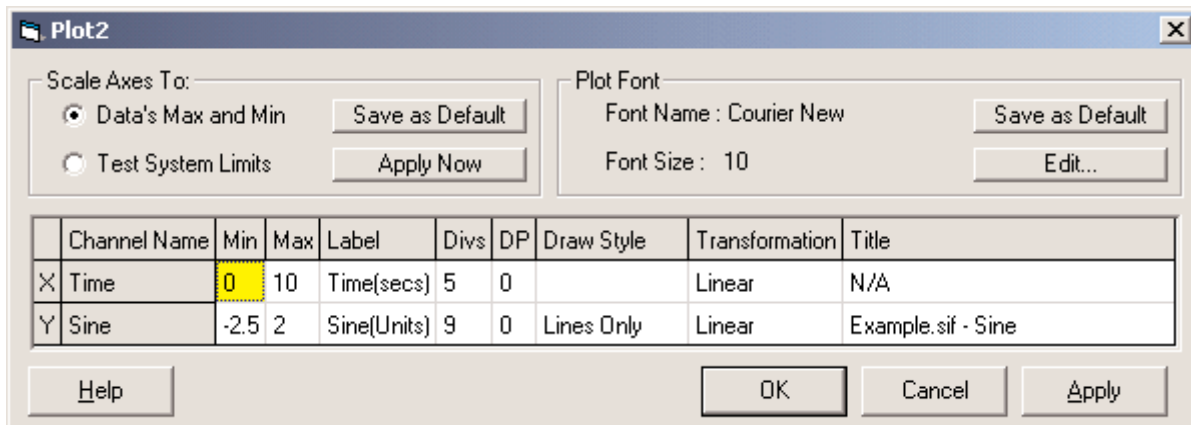 Plot2
Scale Axes To:
Data's Max and Min
Save as Default
Test System Limits
Apply Now
Plot Font
Font Name : Courier New
Save as Default
Font Size : 10
Edit...
Channel Name Min Max Label Divs DP Draw Style Transformation Title
X Time 0 10 Time(secs) 5 0 Linear N/A
Y Sine -2.5 2 Sine(Units) 9 0 Lines Only Linear Example.sif - Sine
Help
OK
Cancel
Apply